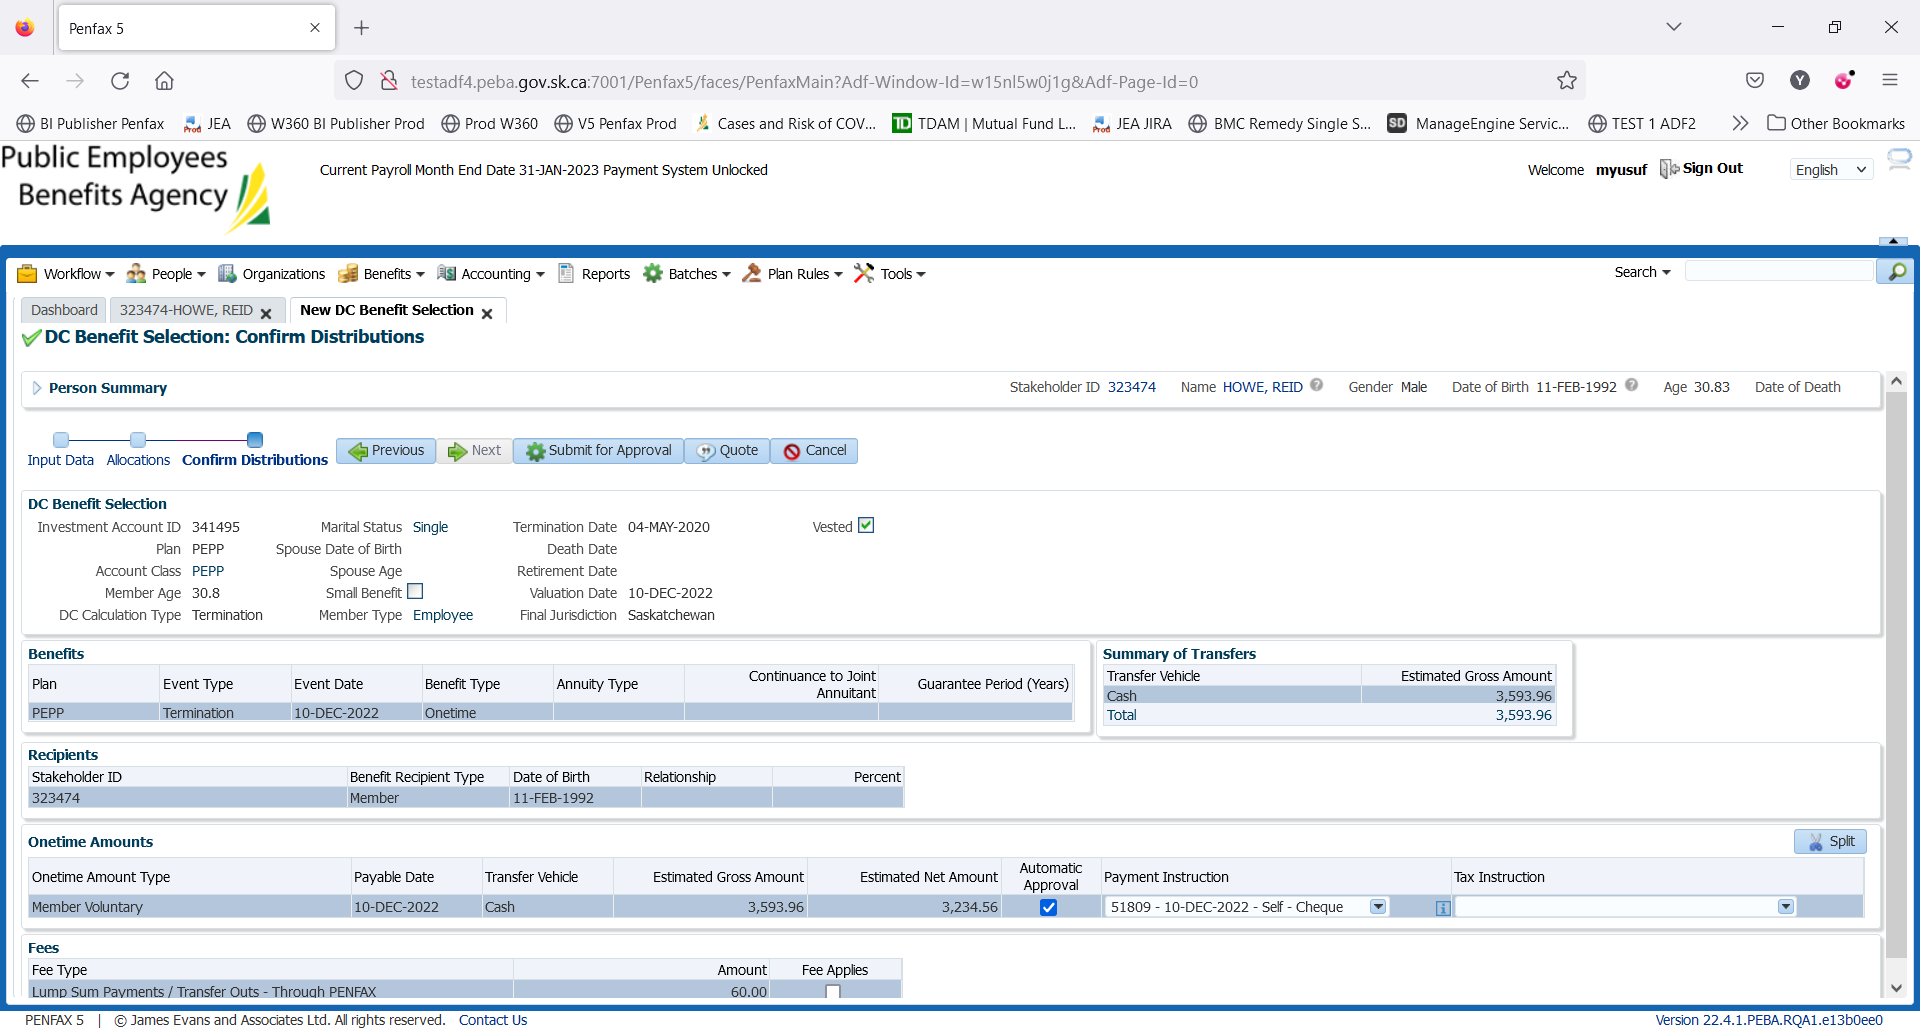 Penfax 5
testadf4.peba.gov.sk.ca:7001/Penfax5/faces/PenfaxMain?Adf-Window-Id=w15nl5w0j1g&Adf-Page-Id=0
Y
BI Publisher Penfax Prod JEA W360 BI Publisher Prod Prod W360 V5 Penfax Prod Cases and Risk of COV... TD TDAM | Mutual Fund L... Prod JEA JIRA BMC Remedy Single S... SD ManageEngine Servic... TEST 1 ADF2 Other Bookmarks
Public Employees
Benefits Agency
Current Payroll Month End Date 31-JAN-2023 Payment System Unlocked
Welcome myusuf Sign Out English
Workflow People Organizations Benefits Accounting Reports Batches Plan Rules Tools Search
Dashboard 323474-HOWE, REID New DC Benefit Selection
DC Benefit Selection: Confirm Distributions
Person Summary Stakeholder ID 323474 Name HOWE, REID Gender Male Date of Birth 11-FEB-1992 Age 30.83 Date of Death
Input Data Allocations Confirm Distributions Previous Next Submit for Approval Quote Cancel
DC Benefit Selection
Investment Account ID 341495 Marital Status Single Termination Date 04-MAY-2020 Vested
Plan PEPP Spouse Date of Birth Death Date
Account Class PEPP Spouse Age Retirement Date
Member Age 30.8 Small Benefit Valuation Date 10-DEC-2022
DC Calculation Type Termination Member Type Employee Final Jurisdiction Saskatchewan
Benefits
Plan Event Type Event Date Benefit Type Annuity Type Continuance to Joint Annuitant Guarantee Period (Years)
PEPP Termination 10-DEC-2022 Onetime
Summary of Transfers
Transfer Vehicle Estimated Gross Amount
Cash 3,593.96
Total 3,593.96
Recipients
Stakeholder ID Benefit Recipient Type Date of Birth Relationship Percent
323474 Member 11-FEB-1992
Onetime Amounts Split
Onetime Amount Type Payable Date Transfer Vehicle Estimated Gross Amount Estimated Net Amount Automatic Approval Payment Instruction Tax Instruction
Member Voluntary 10-DEC-2022 Cash 3,593.96 3,234.56 51809 - 10-DEC-2022 - Self - Cheque
Fees
Fee Type Amount Fee Applies
Lump Sum Payments / Transfer Outs - Through PENFAX 60.00
PENFAX 5 | © James Evans and Associates Ltd. All rights reserved. Contact Us Version 22.4.1.PEBA.RQA1.e13b0ee0